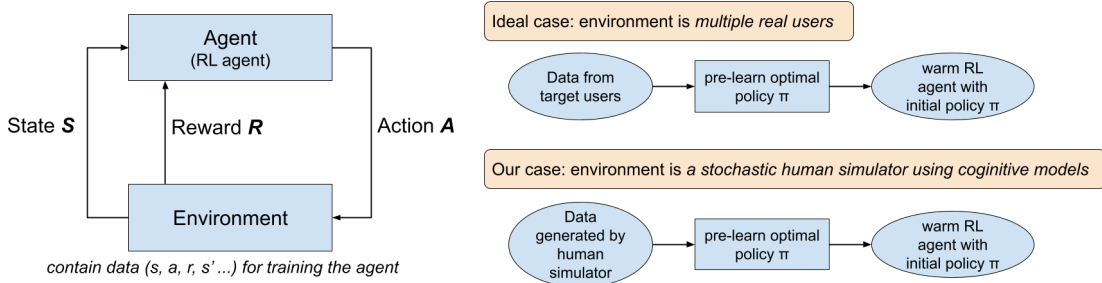 Agent
(RL agent)
State S
Reward R
Action A
Environment
contain data (s, a, r, s' ...) for training the agent
Ideal case: environment is multiple real users
Data from
target users
pre-learn optimal
policy π
warm RL
agent with
initial policy π
Our case: environment is a stochastic human simulator using coginitive models
Data
generated by
human
simulator
pre-learn optimal
policy π
warm RL
agent with
initial policy π